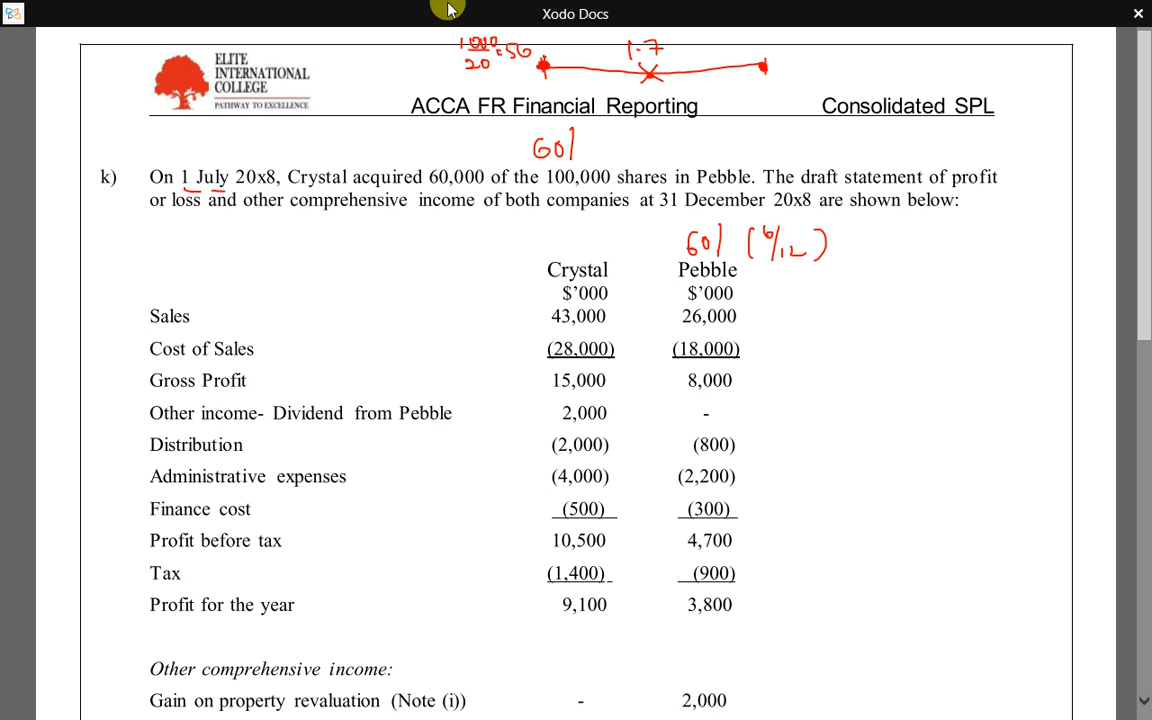 Xodo Docs
ELITE
INTERNATIONAL
COLLEGE
PATHWAY TO EXCELLENCE
1000/20 = 50
1.7
ACCA FR Financial Reporting Consolidated SPL
60%
k) On 1 July 20x8, Crystal acquired 60,000 of the 100,000 shares in Pebble. The draft statement of profit
or loss and other comprehensive income of both companies at 31 December 20x8 are shown below:
60% (6/12)
Crystal Pebble
$’000 $’000
Sales 43,000 26,000
Cost of Sales (28,000) (18,000)
Gross Profit 15,000 8,000
Other income- Dividend from Pebble 2,000 -
Distribution (2,000) (800)
Administrative expenses (4,000) (2,200)
Finance cost (500) (300)
Profit before tax 10,500 4,700
Tax (1,400) (900)
Profit for the year 9,100 3,800
Other comprehensive income:
Gain on property revaluation (Note (i)) - 2,000